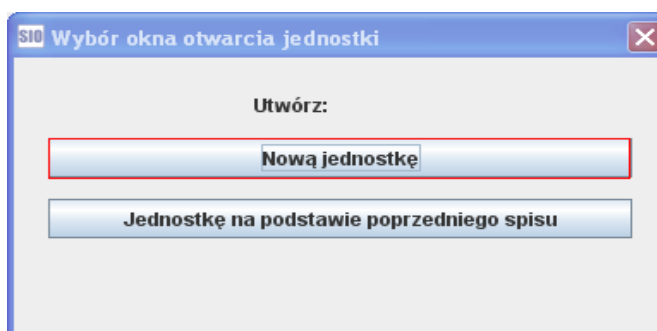 SIO Wybór okna otwarcia jednostki
Utwórz:
Nową jednostkę
Jednostkę na podstawie poprzedniego spisu